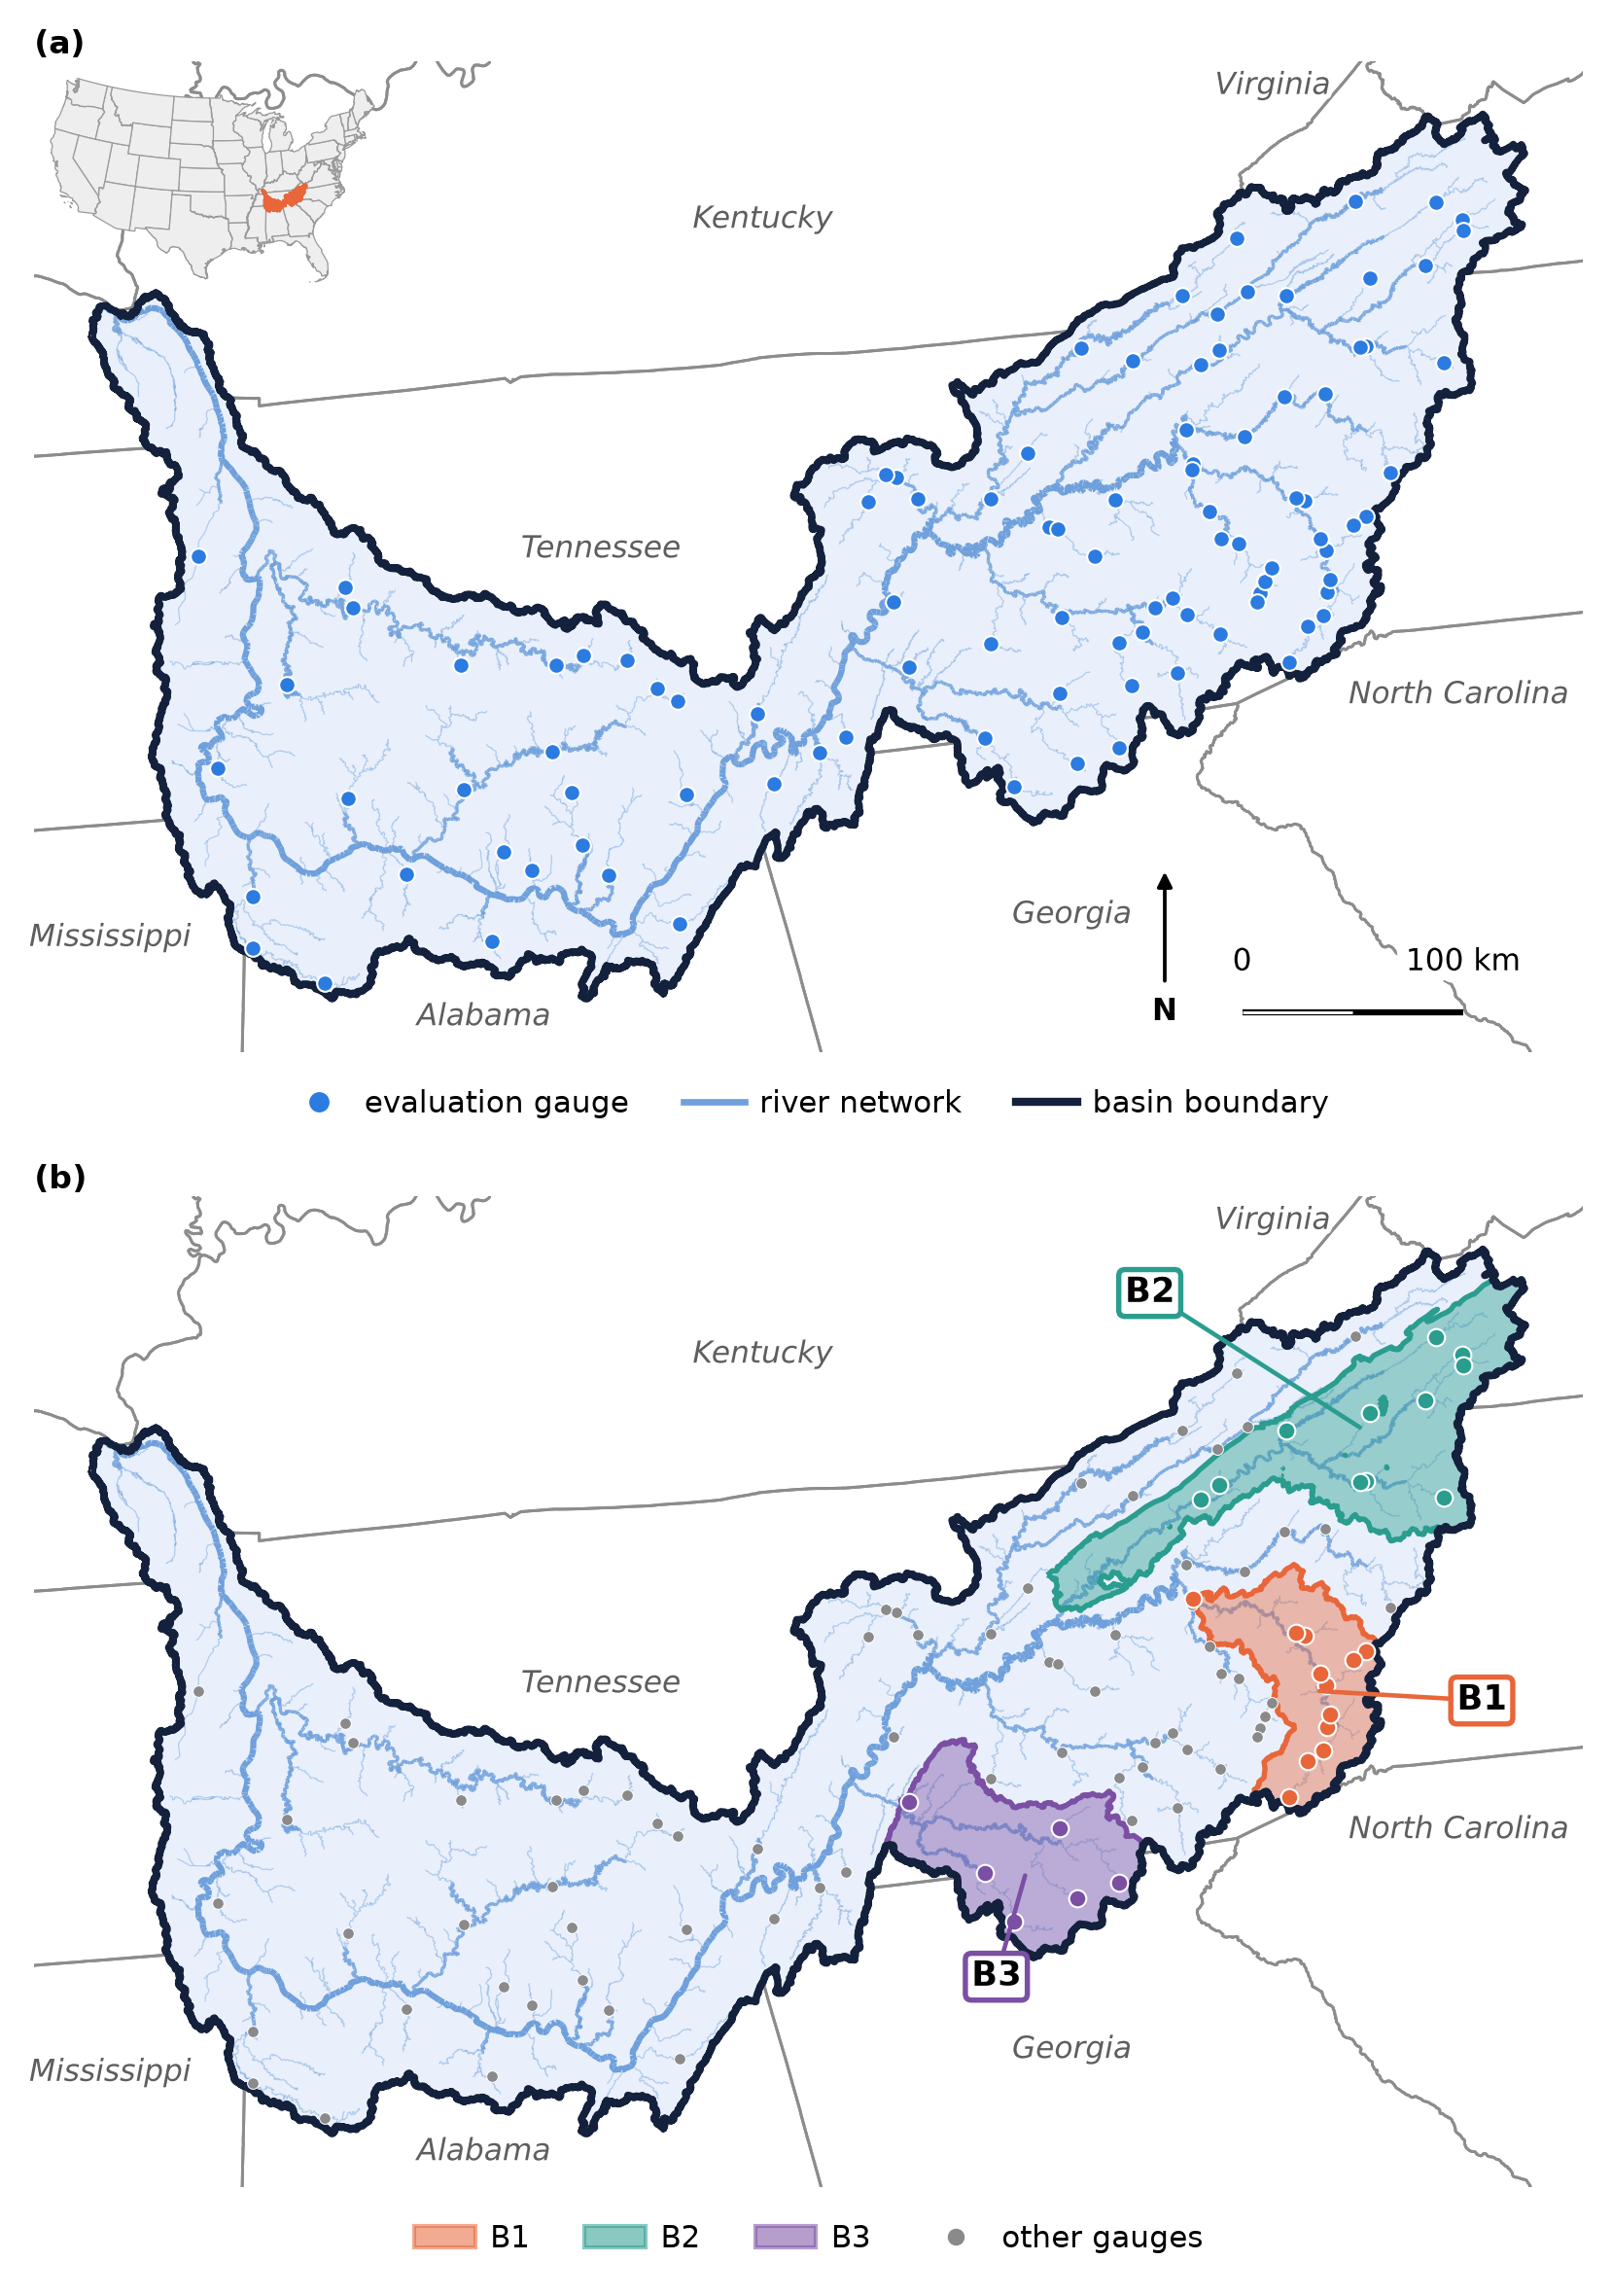 (a)
Virginia
Kentucky
Tennessee
North Carolina
Georgia
Mississippi
0 100 km
N
Alabama
evaluation gauge river network basin boundary
(b)
Virginia
B2
Kentucky
Tennessee
B1
North Carolina
B3
Georgia
Mississippi
Alabama
B1 B2 B3 other gauges